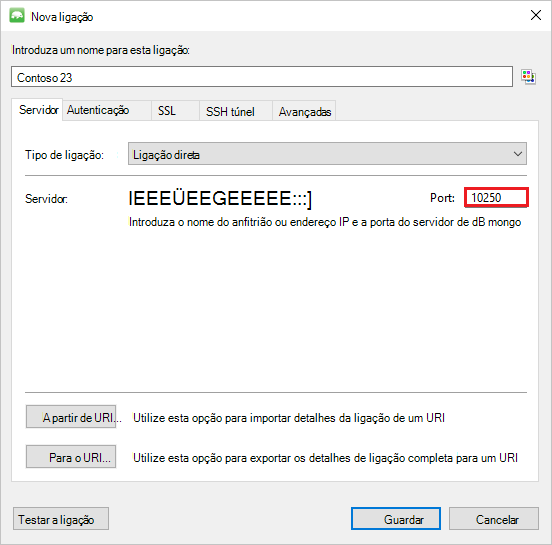 Nova ligação
Introduza um nome para esta ligação:
Contoso 23
Servidor Autenticação SSL SSH túnel Avançadas
Tipo de ligação: Ligação direta
Servidor: IEEEÜEEGEEEEE:::] Port: 10250
Introduza o nome do anfitrião ou endereço IP e a porta do servidor de dB mongo
A partir de URI... Utilize esta opção para importar detalhes da ligação de um URI
Para o URI... Utilize esta opção para exportar os detalhes de ligação completa para um URI
Testar a ligação Guardar Cancelar